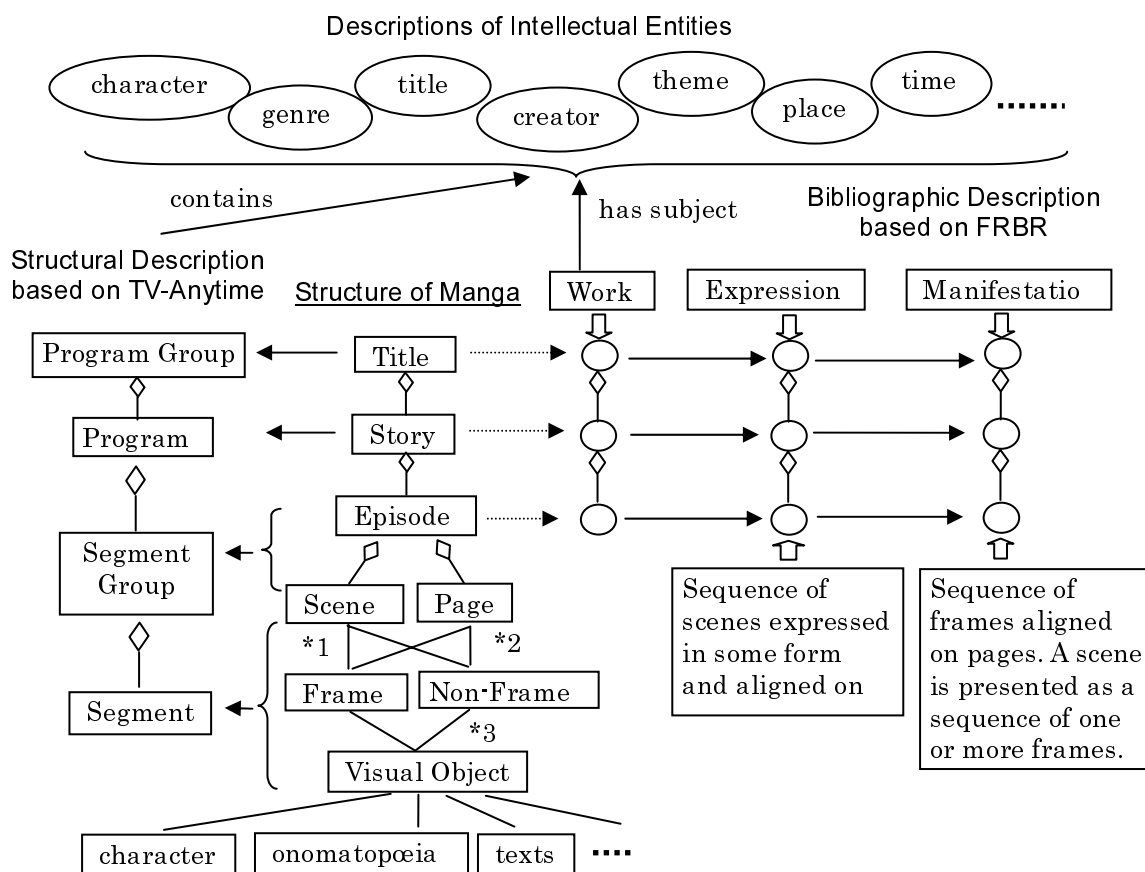 Descriptions of Intellectual Entities
character
genre
title
creator
theme
place
time
contains
has subject
Bibliographic Description
based on FRBR
Structural Description
based on TV-Anytime
Structure of Manga
Work
Expression
Manifestatio
Program Group
Title
Program
Story
Episode
Segment
Group
Scene
Page
*1
*2
Frame
Non-Frame
Segment
*3
Visual Object
character
onomatopœia
texts
Sequence of
scenes expressed
in some form
and aligned on
Sequence of
frames aligned
on pages. A scene
is presented as a
sequence of one
or more frames.